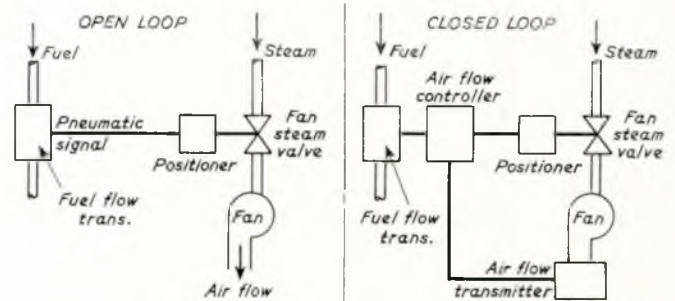 OPEN LOOP
Fuel
Steam
Pneumatic
signal
Positioner
Fan
steam
valve
Fuel flow
trans.
Fan
Air flow
CLOSED LOOP
Fuel
Air flow
controller
Steam
Positioner
Fan
steam
valve
Fuel flow
trans.
Fan
Air flow
transmitter